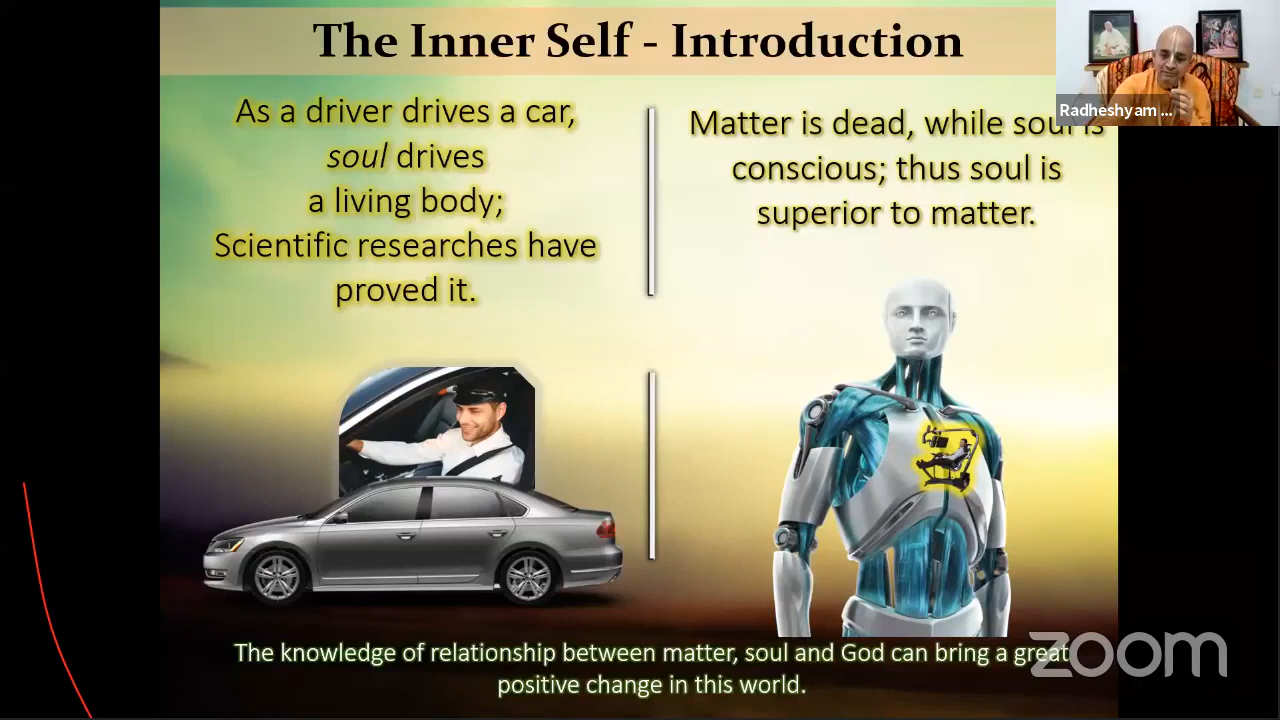 The Inner Self - Introduction
As a driver drives a car,
soul drives
a living body;
Scientific researches have
proved it.
Matter is dead, while soul is
conscious; thus soul is
superior to matter.
Radheshyam ...
The knowledge of relationship between matter, soul and God can bring a great
positive change in this world.
zoom